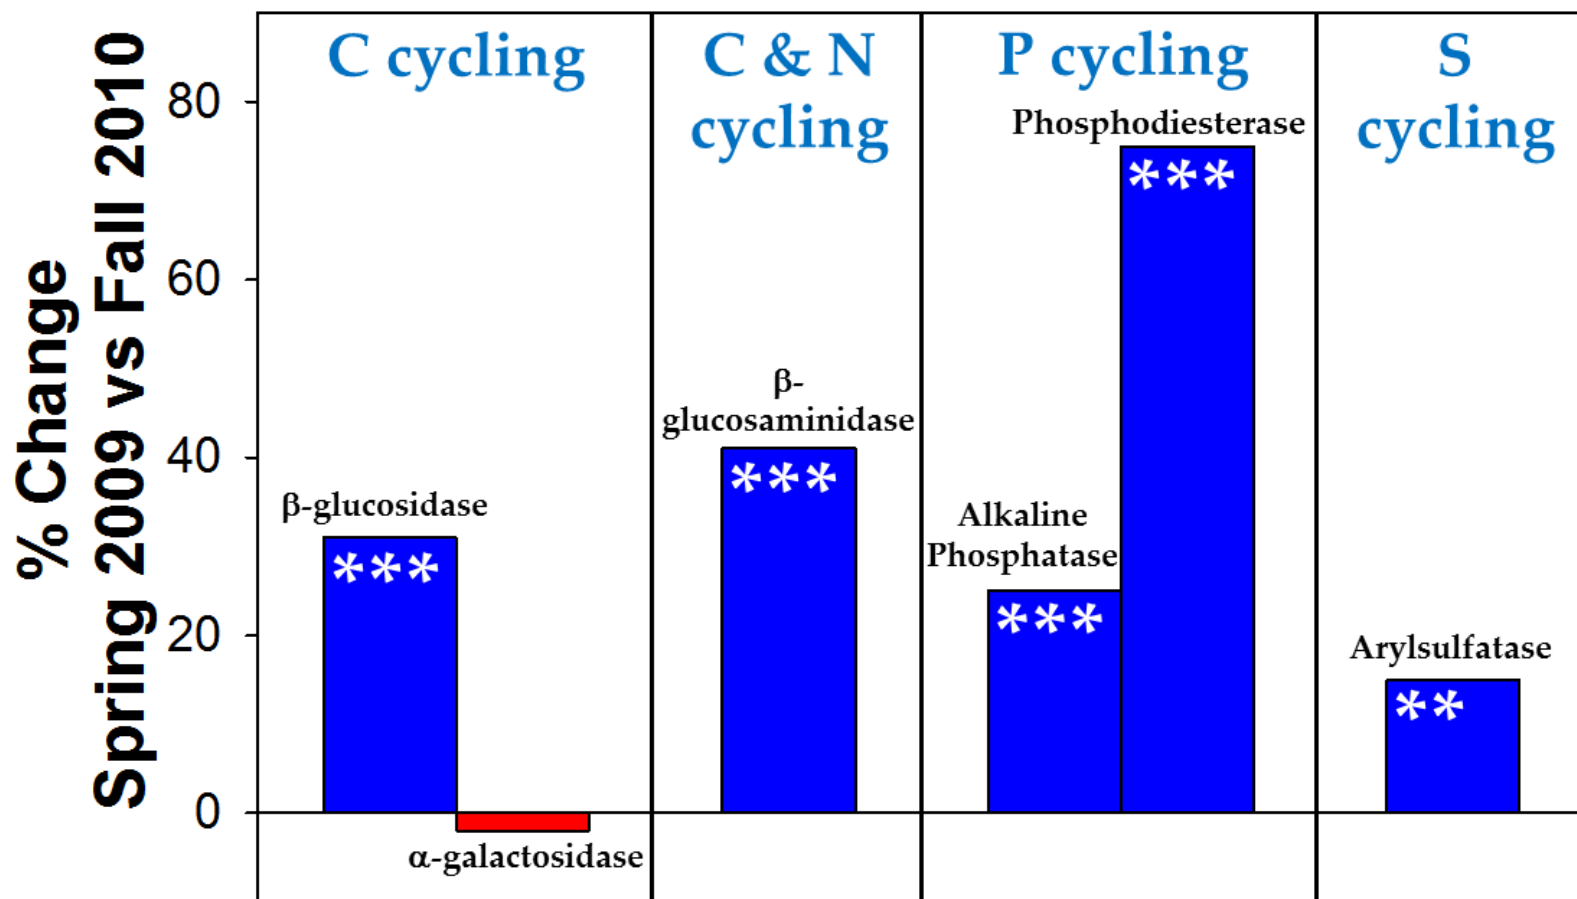 % Change
Spring 2009 vs Fall 2010
80
60
40
20
0
C cycling
β-glucosidase
***
α-galactosidase
C & N
cycling
β-
glucosaminidase
***
P cycling
Phosphodiesterase
***
Alkaline
Phosphatase
***
S
cycling
Arylsulfatase
**